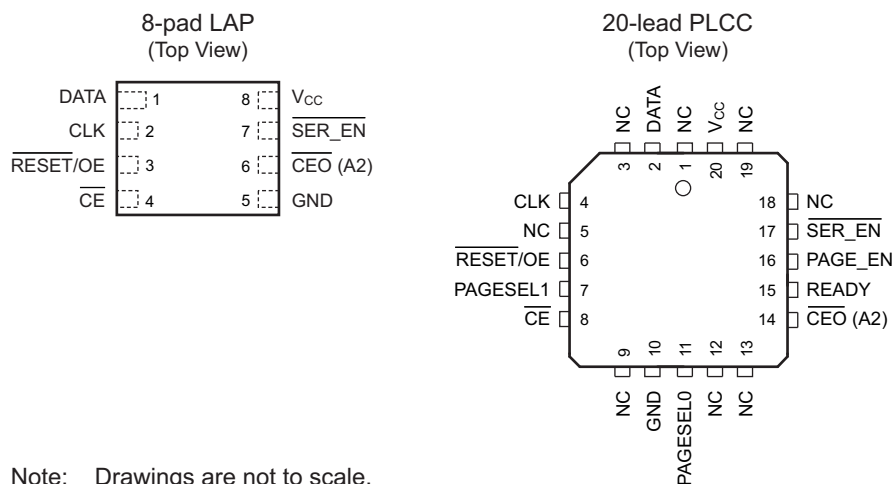 8-pad LAP
(Top View)
DATA 1
CLK 2
RESET/OE 3
CE 4
8 VCC
7 SER_EN
6 CEO (A2)
5 GND
20-lead PLCC
(Top View)
NC 3
DATA 2
NC 1
VCC 20
NC 19
CLK 4
NC 5
RESET/OE 6
PAGESEL1 7
CE 8
18 NC
17 SER_EN
16 PAGE_EN
15 READY
14 CEO (A2)
9 NC
10 GND
11 PAGESEL0
12 NC
13 NC
Note: Drawings are not to scale.